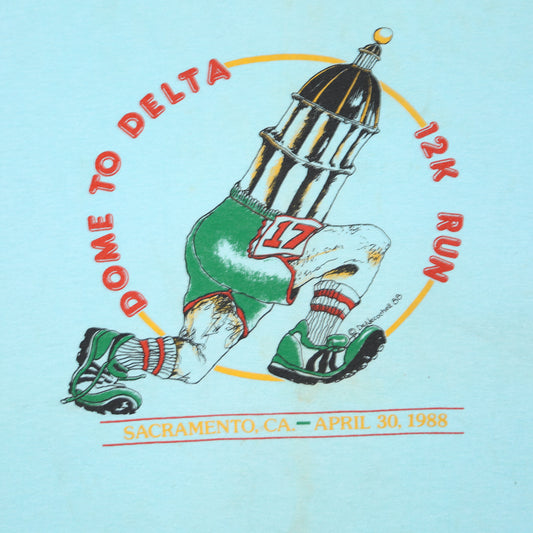 DOME TO DELTA
12K RUN
17
SACRAMENTO, CA. — APRIL 30, 1988